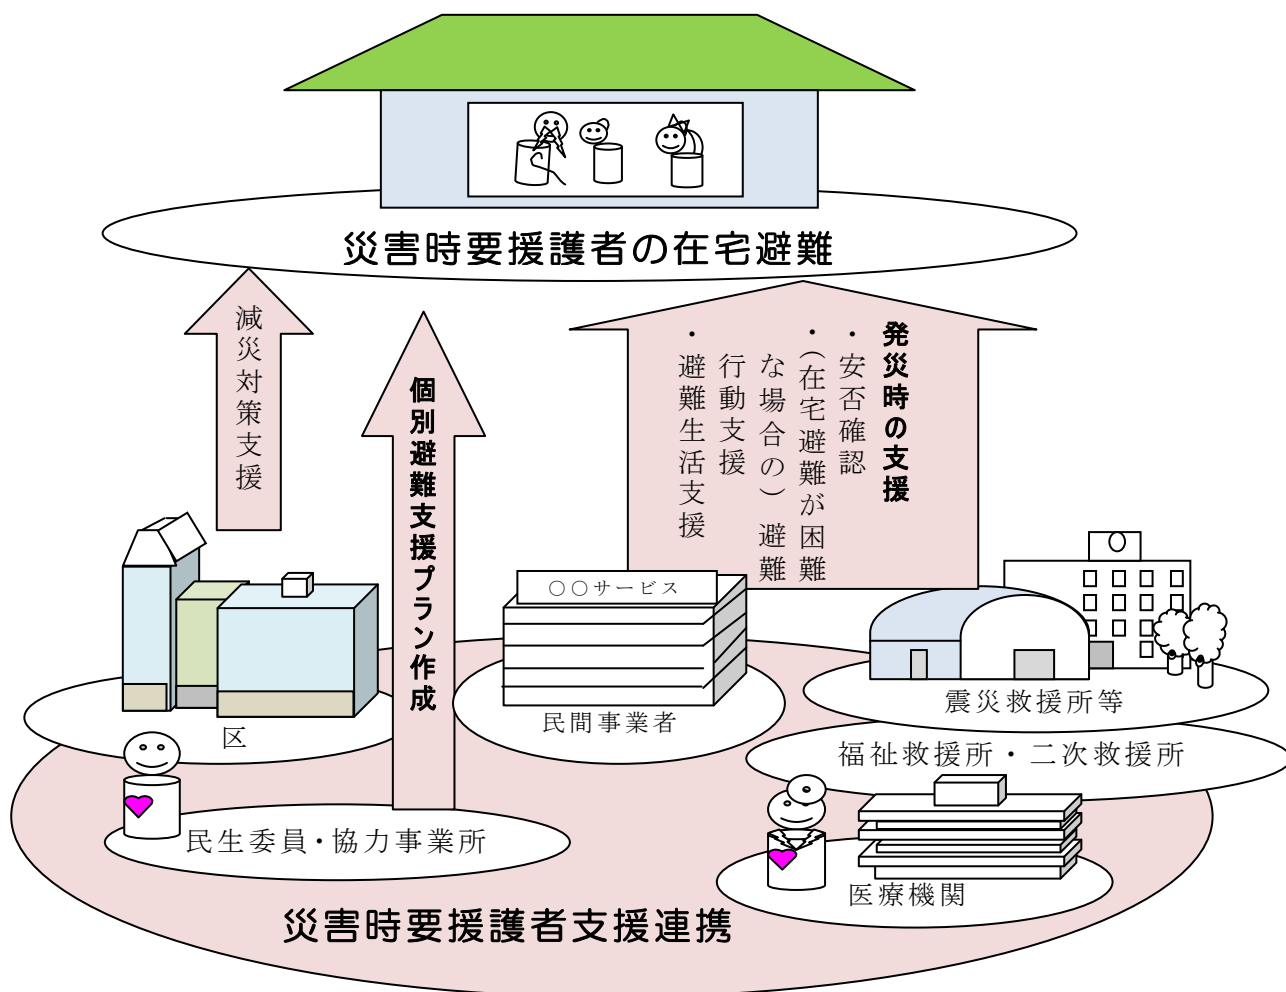 災害時要援護者の在宅避難
減災対策支援
個別避難支援プラン作成
発災時の支援
・安否確認
・(在宅避難が困難
な場合の)避難
行動支援
・避難生活支援
〇〇サービス
区
民間事業者
震災救援所等
福祉救援所・二次救援所
民生委員・協力事業所
医療機関
災害時要援護者支援連携